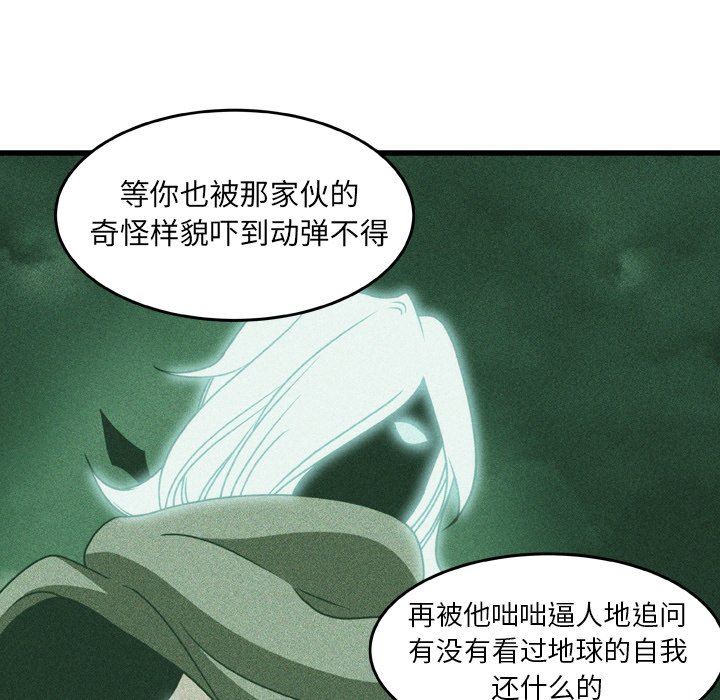 等你也被那家伙的
奇怪样貌吓到动弹不得
再被他咄咄逼人地追问
有没有看过地球的自我
还什么的